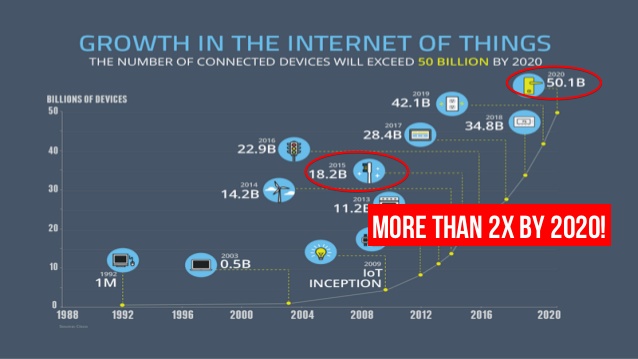 GROWTH IN THE INTERNET OF THINGS
THE NUMBER OF CONNECTED DEVICES WILL EXCEED 50 BILLION BY 2020
BILLIONS OF DEVICES
50
40
30
20
10
0
1992
1M
2003
0.5B
2009
IoT
INCEPTION
2013
11.2B
2014
14.2B
2015
18.2B
2016
22.9B
2017
28.4B
2018
34.8B
2019
42.1B
2020
50.1B
MORE THAN 2X BY 2020!
1988 1992 1996 2000 2004 2008 2012 2016 2020